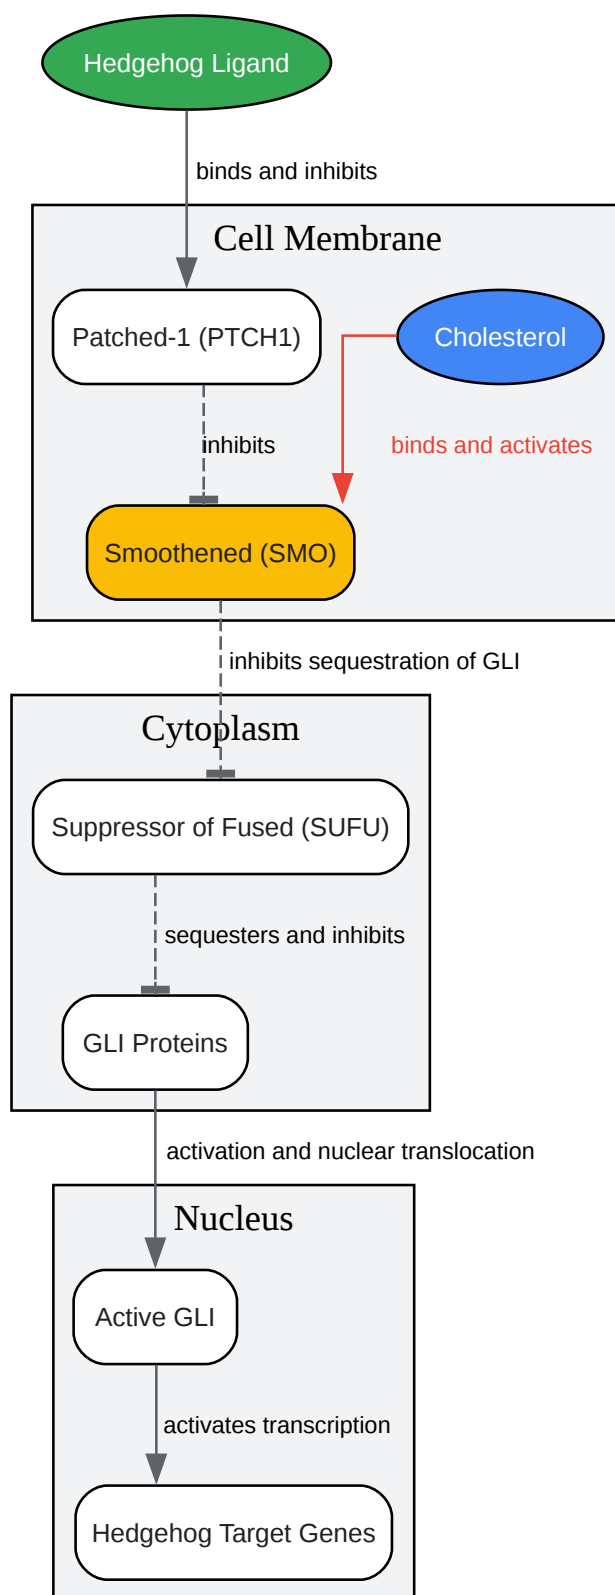 Hedgehog Ligand
binds and inhibits
Cell Membrane
Patched-1 (PTCH1)
Cholesterol
inhibits
binds and activates
Smoothened (SMO)
inhibits sequestration of GLI
Cytoplasm
Suppressor of Fused (SUFU)
sequesters and inhibits
GLI Proteins
activation and nuclear translocation
Nucleus
Active GLI
activates transcription
Hedgehog Target Genes